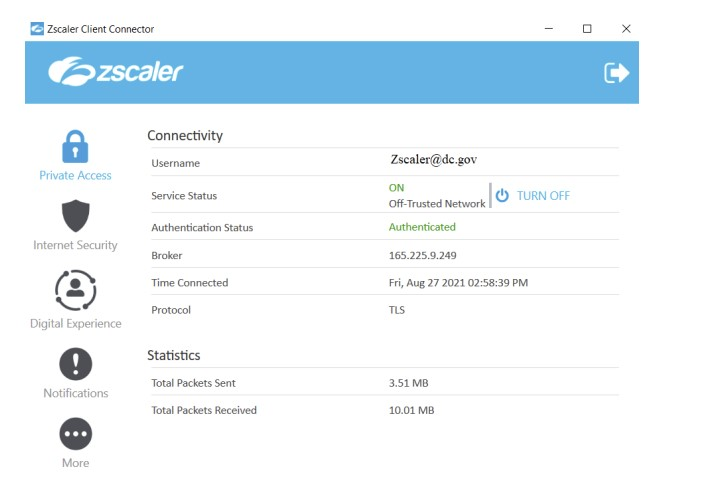 Zscaler Client Connector
zscaler
Private Access
Internet Security
Digital Experience
Notifications
More
Connectivity
Username Zscaler@dc.gov
Service Status ON
Off-Trusted Network TURN OFF
Authentication Status Authenticated
Broker 165.225.9.249
Time Connected Fri, Aug 27 2021 02:58:39 PM
Protocol TLS
Statistics
Total Packets Sent 3.51 MB
Total Packets Received 10.01 MB